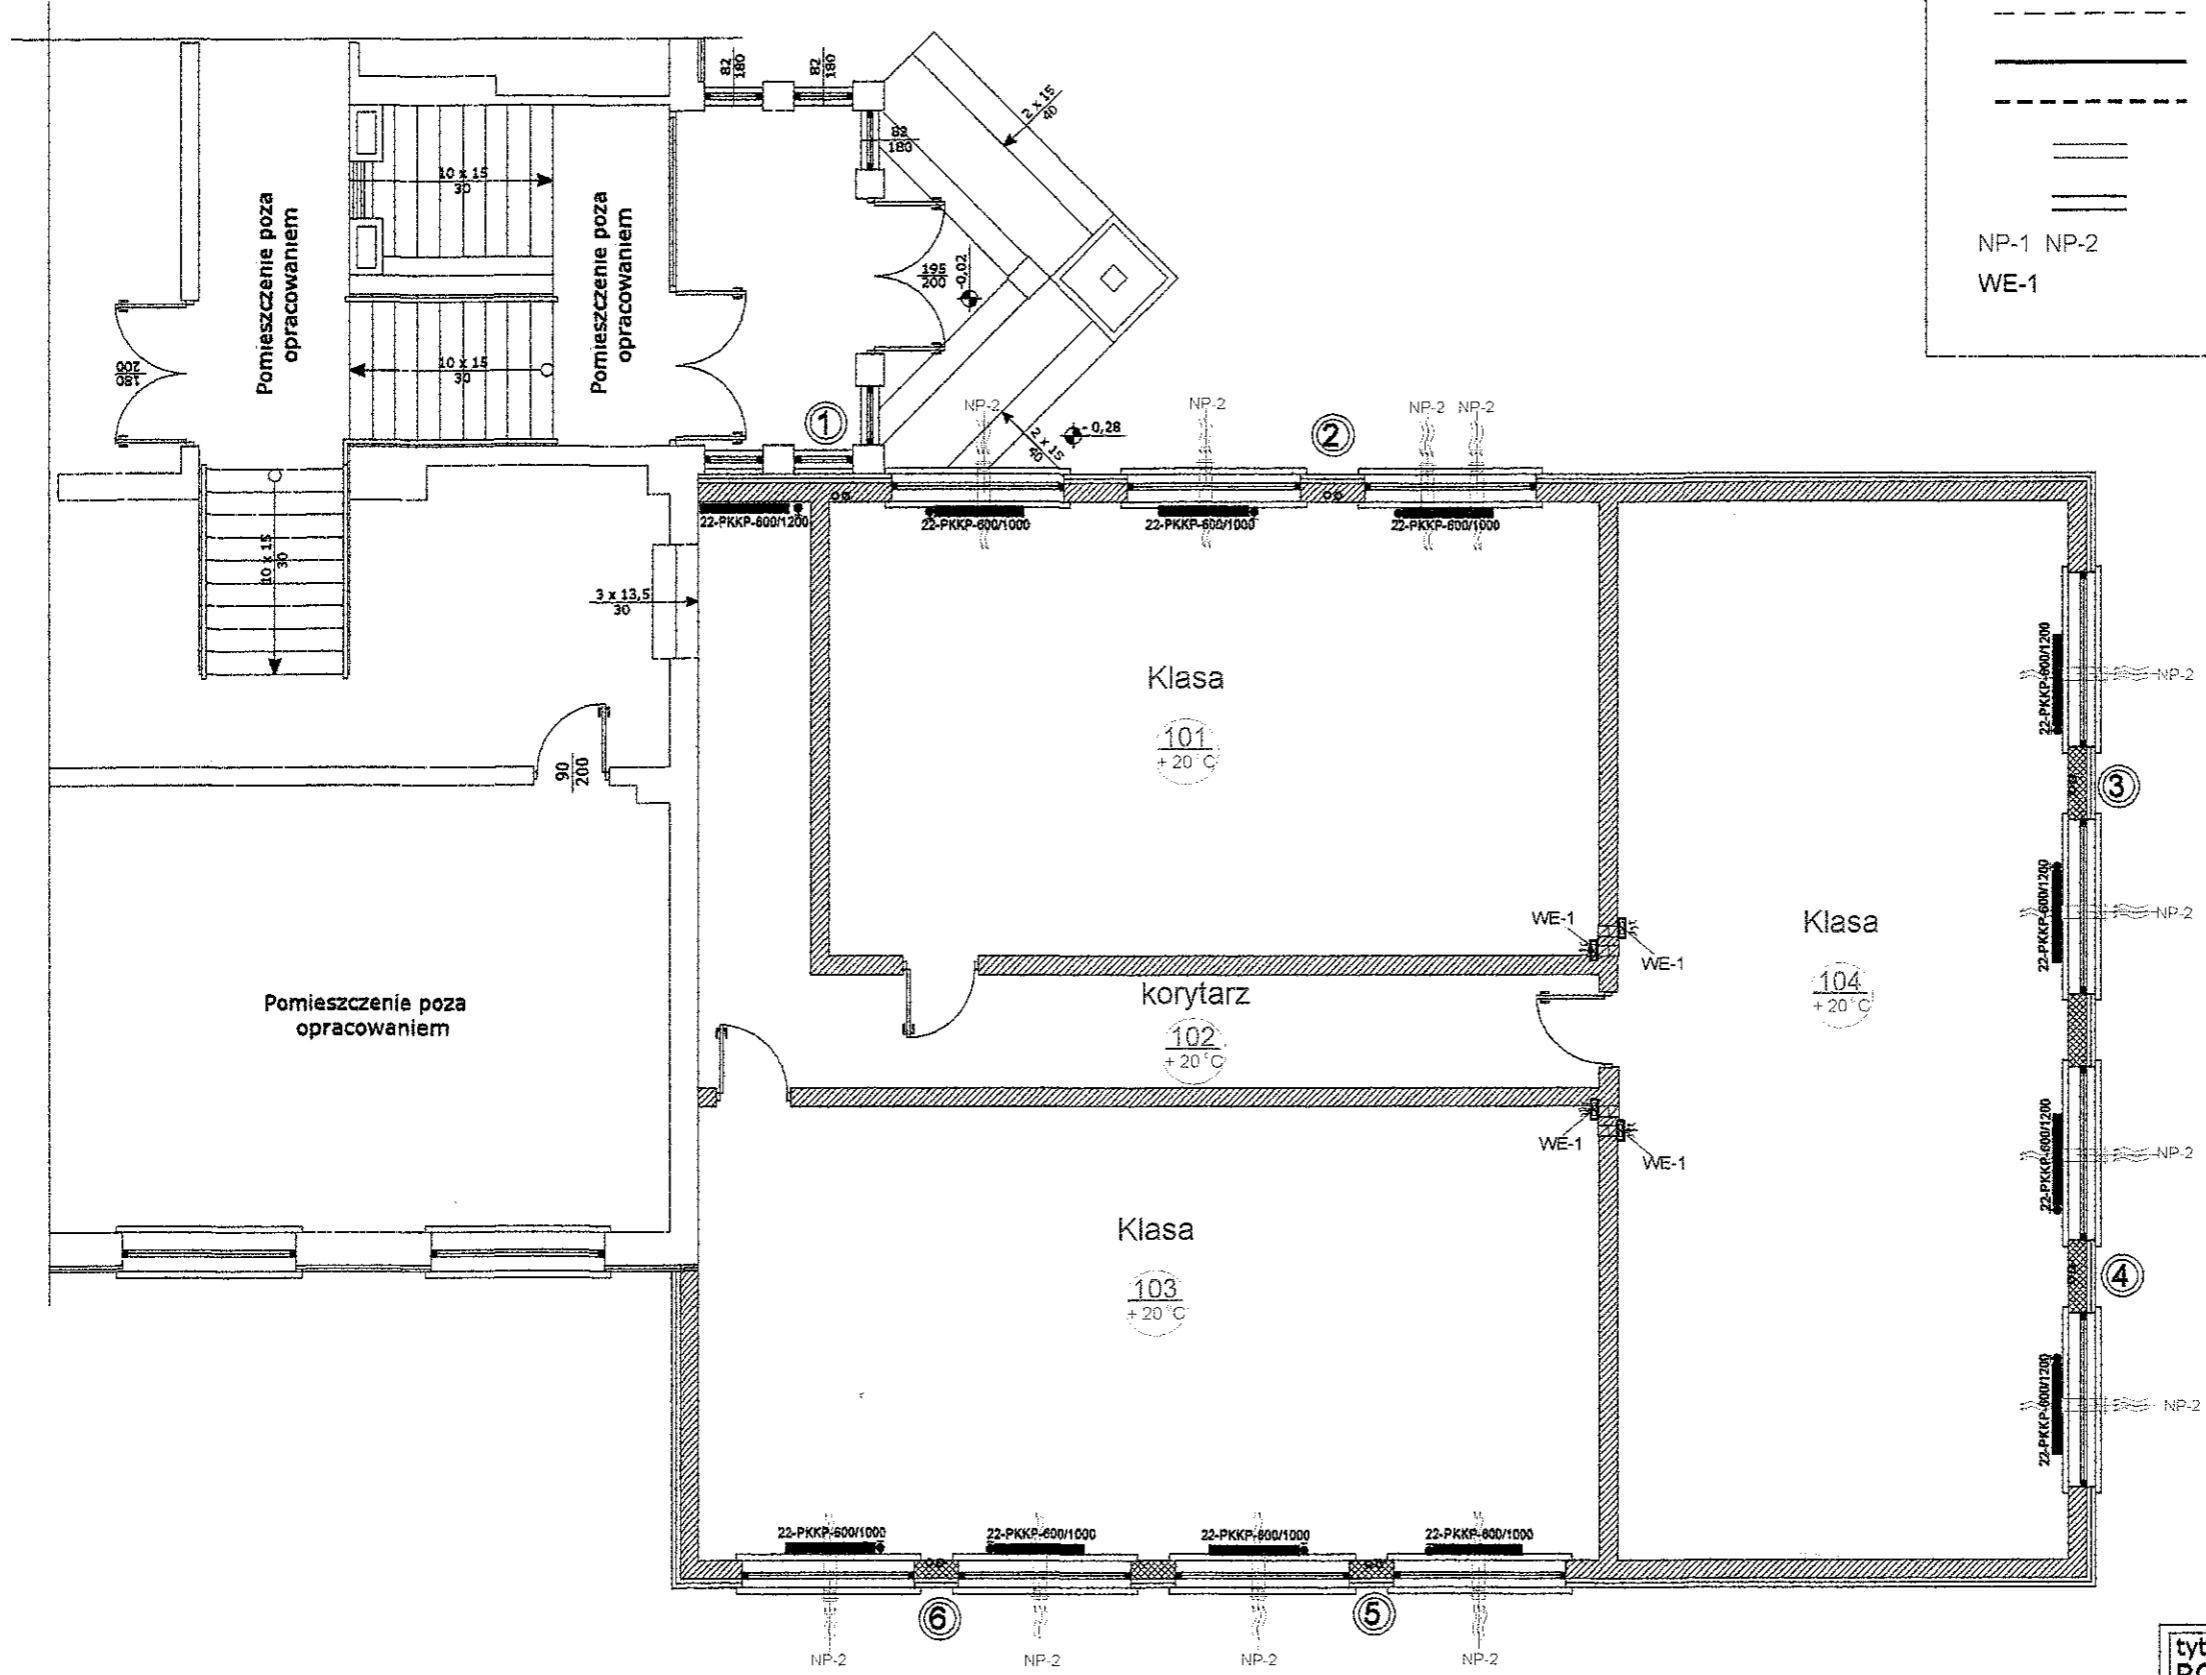 82
180
82
180
2 x 15
40
82
180
10 x 15
30
Pomieszczenie poza
opracowaniem
Pomieszczenie poza
opracowaniem
195
200
-0,02
NP-1 NP-2
WE-1
10 x 15
30
180
200
1
NP-2
2 x 15
40
- 0,28
NP-2
2
NP-2
NP-2
22-PKKP-600/1200
22-PKKP-600/1000
22-PKKP-600/1000
22-PKKP-600/1000
10 x 15
30
3 x 13,5
30
Klasa
101
+ 20°C
90
200
22-PKKP-600/1200
NP-2
3
22-PKKP-600/1200
NP-2
WE-1
WE-1
Klasa
104
+ 20°C
Pomieszczenie poza
opracowaniem
korytarz
102
+ 20°C
WE-1
WE-1
22-PKKP-600/1200
NP-2
Klasa
103
+ 20°C
4
22-PKKP-600/1200
NP-2
22-PKKP-600/1000
22-PKKP-600/1000
22-PKKP-600/1000
22-PKKP-600/1000
6
5
NP-2
NP-2
NP-2
NP-2